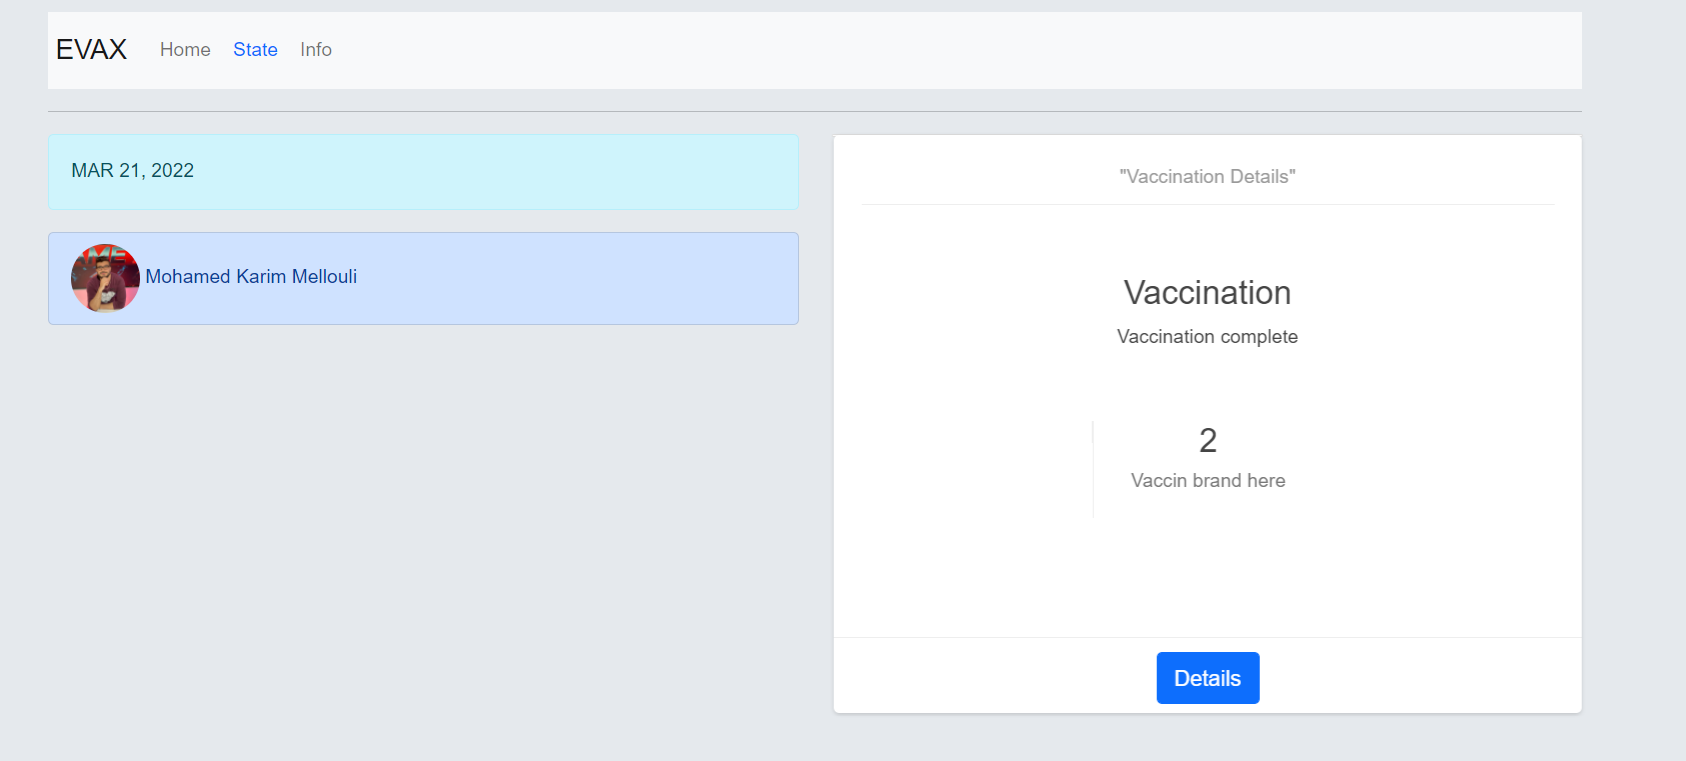 EVAX Home State Info
MAR 21, 2022
Mohamed Karim Mellouli
"Vaccination Details"
Vaccination
Vaccination complete
2
Vaccin brand here
Details